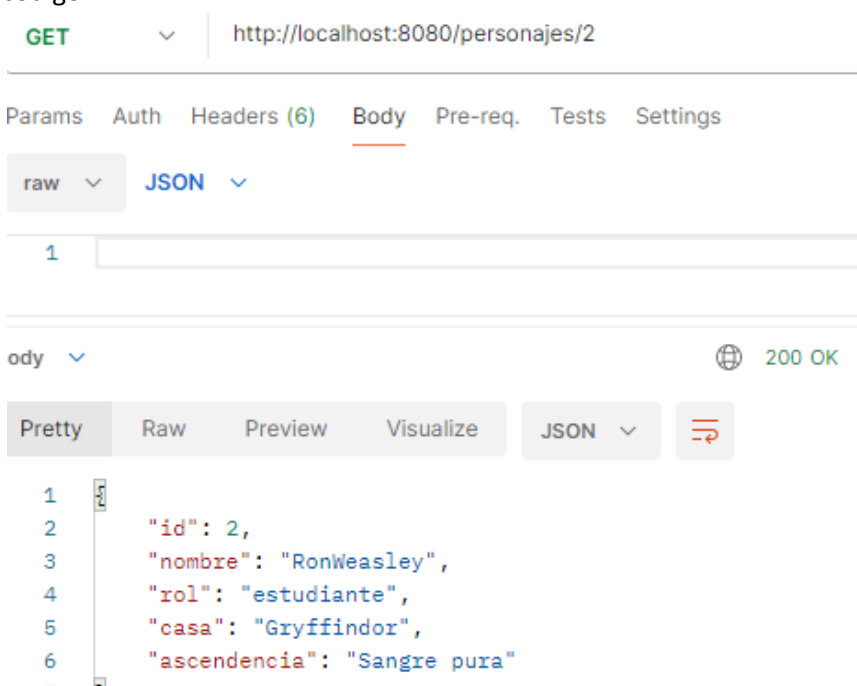 GET http://localhost:8080/personajes/2
Params Auth Headers (6) Body Pre-req. Tests Settings
raw JSON
1
ody 200 OK
Pretty Raw Preview Visualize JSON
1 {
2 "id": 2,
3 "nombre": "RonWeasley",
4 "rol": "estudiante",
5 "casa": "Gryffindor",
6 "ascendencia": "Sangre pura"